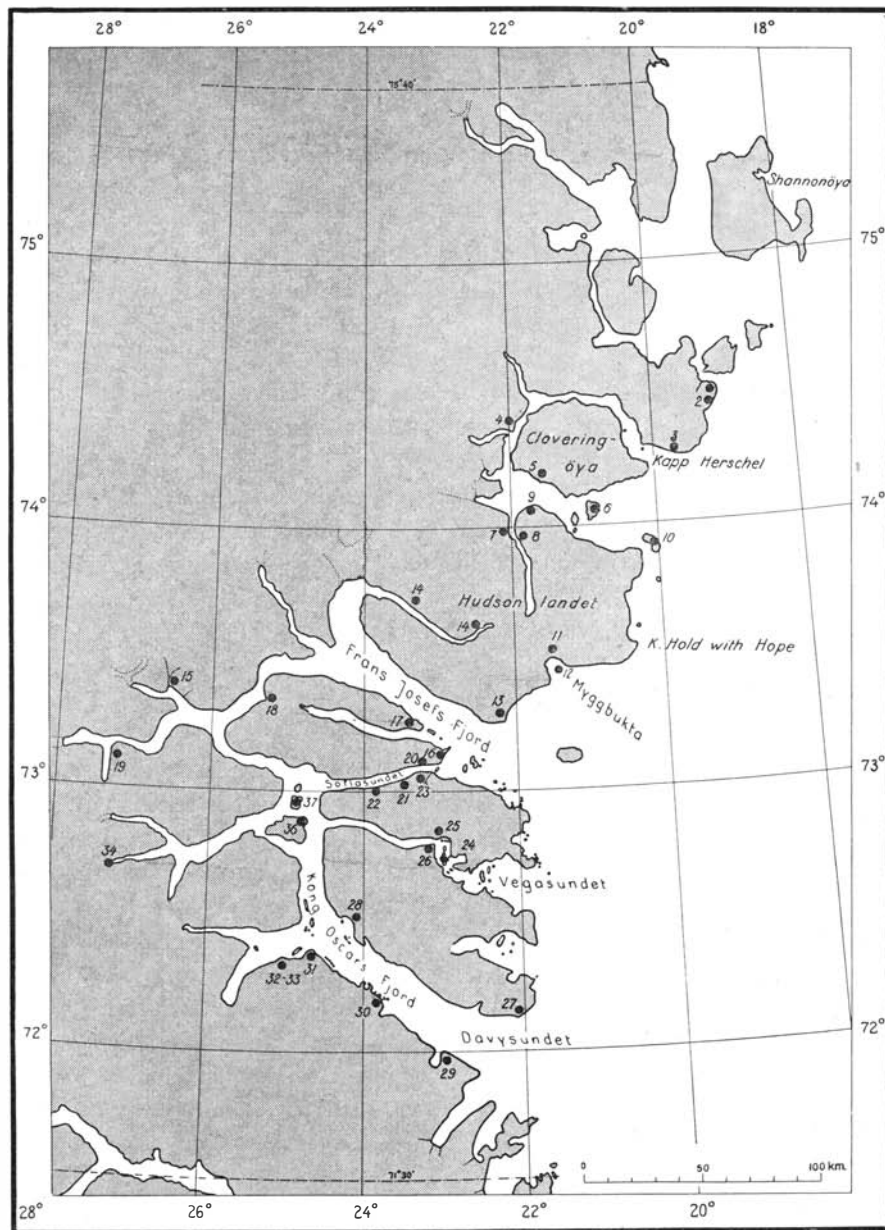 28° 26° 24° 22° 20° 18°
75°40'
Shannonöya
75° 75°
1
2
4
3
Clovering-
öya
Kapp Herschel
5
9
6
74° 74°
7 8 10
14
Hudson landet
14
11
K. Hold with Hope
12
Myggbukta
15
Frans Josefs Fjord
13
18
17
16
19
20
73° 73°
Sofiasundet
23
22 21
37
36
25
24
26
34
Vegasundet
Kong Oscars Fjord
28
31
32-33
30
27
72° 72°
Davysundet
29
0 50 100 km.
71°30'
28° 26° 24° 22° 20°